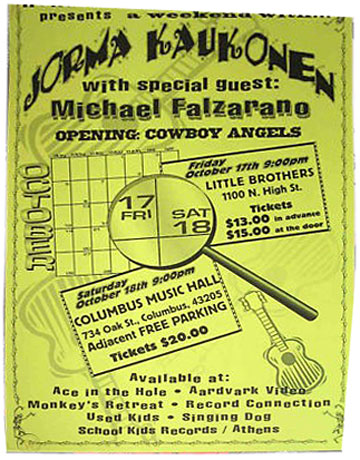 presents a weekend with
JORMA KAUKONEN
with special guest:
Michael Falzarano
OPENING: COWBOY ANGELS
OCTOBER
17
FRI
SAT
18
Friday
October 17th 9:00pm
LITTLE BROTHERS
1100 N. High St.
Tickets
$13.00 in advance
$15.00 at the door
Saturday
October 18th 9:00pm
COLUMBUS MUSIC HALL
734 Oak St., Columbus, 43205
Adjacent FREE PARKING
Tickets $20.00
Available at:
Ace in the Hole • Aardvark Video
Monkey's Retreat • Record Connection
Used Kids • Singing Dog
School Kids Records / Athens